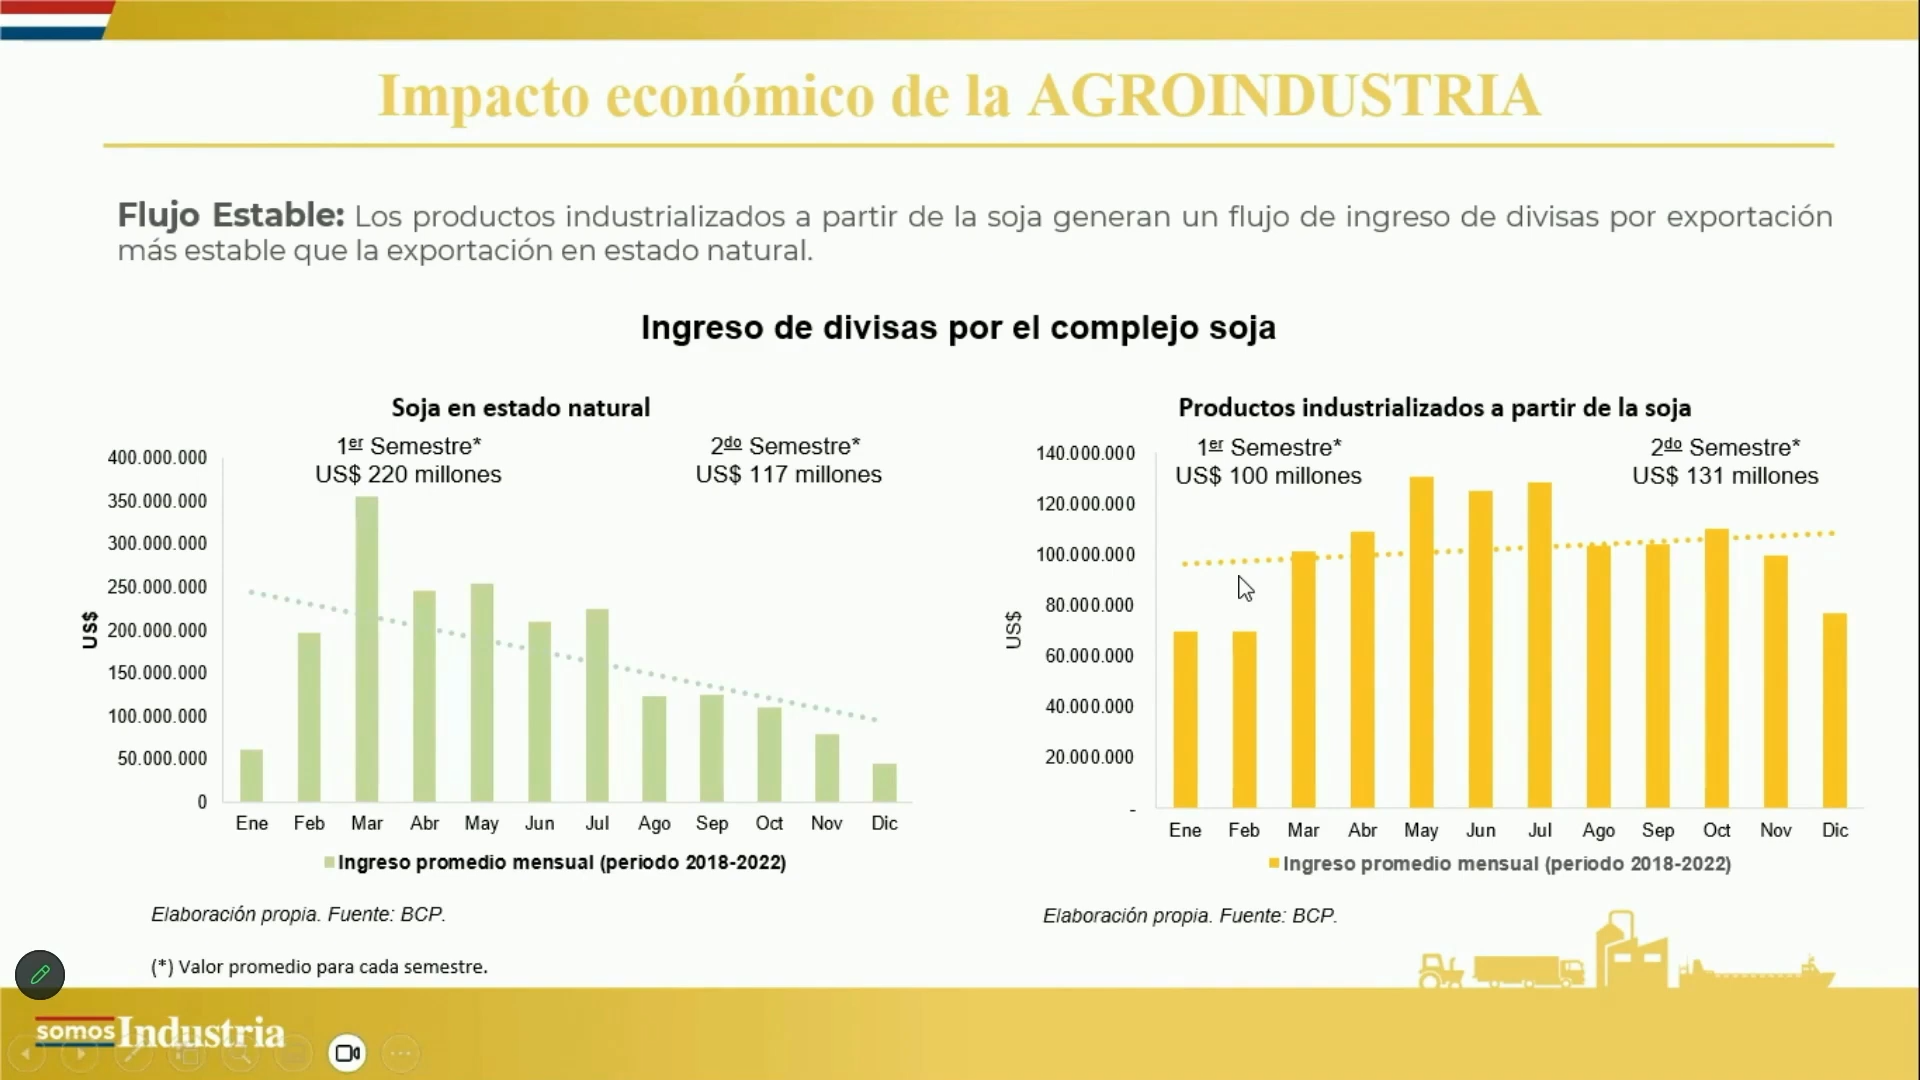 Impacto económico de la AGROINDUSTRIA
Flujo Estable: Los productos industrializados a partir de la soja generan un flujo de ingreso de divisas por exportación
más estable que la exportación en estado natural.
Ingreso de divisas por el complejo soja
Soja en estado natural
1er Semestre*
US$ 220 millones
2do Semestre*
US$ 117 millones
400.000.000
350.000.000
300.000.000
250.000.000
200.000.000
150.000.000
100.000.000
50.000.000
0
US$
Ene Feb Mar Abr May Jun Jul Ago Sep Oct Nov Dic
Ingreso promedio mensual (periodo 2018-2022)
Elaboración propia. Fuente: BCP.
(*) Valor promedio para cada semestre.
Productos industrializados a partir de la soja
1er Semestre*
US$ 100 millones
2do Semestre*
US$ 131 millones
140.000.000
120.000.000
100.000.000
80.000.000
60.000.000
40.000.000
20.000.000
-
US$
Ene Feb Mar Abr May Jun Jul Ago Sep Oct Nov Dic
Ingreso promedio mensual (periodo 2018-2022)
Elaboración propia. Fuente: BCP.
somos Industria